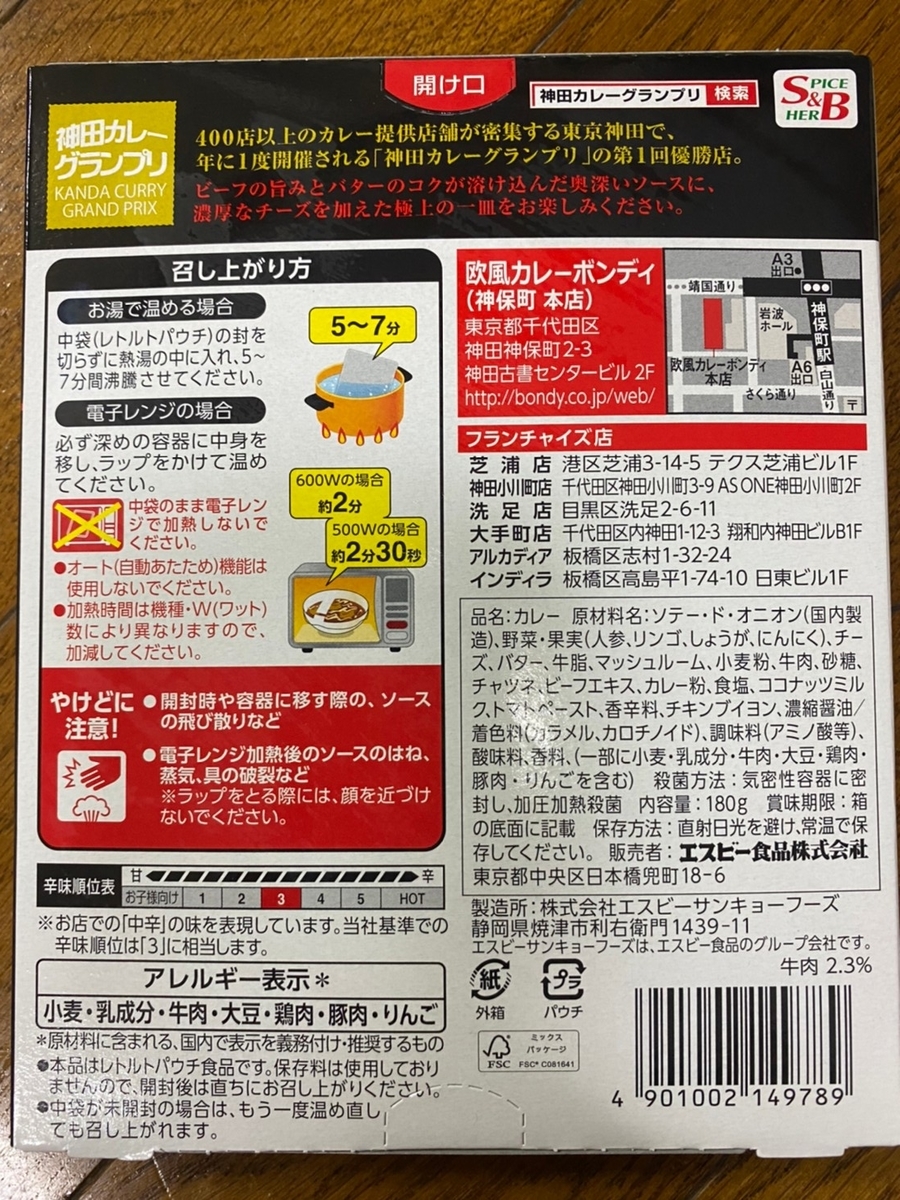 開け口
神田カレーグランプリ 検索
SPICE & HERB
S&B
神田カレー
グランプリ
KANDA CURRY
GRAND PRIX
400店以上のカレー提供店舗が密集する東京神田で、
年に1度開催される「神田カレーグランプリ」の第1回優勝店。
ビーフの旨みとバターのコクが溶け込んだ奥深いソースに、
濃厚なチーズを加えた極上の一皿をお楽しみください。
召し上がり方
お湯で温める場合
中袋(レトルトパウチ)の封を
切らずに熱湯の中に入れ、5~
7分間沸騰させてください。
5~7分
電子レンジの場合
必ず深めの容器に中身を
移し、ラップをかけて温め
てください。
中袋のまま電子レン
ジで加熱しないで
ください。
●オート(自動あたため)機能は
使用しないでください。
●加熱時間は機種・W(ワット)
数により異なりますので、
加減してください。
600Wの場合
約2分
500Wの場合
約2分30秒
やけどに
注意!
●開封時や容器に移す際の、ソース
の飛び散りなど
●電子レンジ加熱後のソースのはね、
蒸気、具の破裂など
※ラップをとる際には、顔を近づけ
ないでください。
辛味順位表
甘 辛
お子様向け 1 2 3 4 5 HOT
※お店での「中辛」の味を表現しています。当社基準での
辛味順位は「3」に相当します。
アレルギー表示*
小麦・乳成分・牛肉・大豆・鶏肉・豚肉・りんご
*原材料に含まれる、国内で表示を義務付け・推奨するもの
●本品はレトルトパウチ食品です。保存料は使用しており
ませんので、開封後は直ちにお召し上がりください。
●中袋が未開封の場合は、もう一度温め直し
ても召し上がれます。
欧風カレーボンディ
(神保町 本店)
東京都千代田区
神田神保町2-3
神田古書センタービル 2F
http://bondy.co.jp/web/
A3
出口
靖国通り
岩波
ホール
神保町駅
欧風カレーボンディ
本店
A6
出口
白山通り
さくら通り
〒
フランチャイズ店
芝浦店 港区芝浦3-14-5 テクス芝浦ビル1F
神田小川町店 千代田区神田小川町3-9 AS ONE神田小川町2F
洗足店 目黒区洗足2-6-11
大手町店 千代田区内神田1-12-3 翔和内神田ビルB1F
アルカディア 板橋区志村1-32-24
インディラ 板橋区高島平1-74-10 日東ビル1F
品名:カレー 原材料名:ソテー・ド・オニオン(国内製
造)、野菜・果実(人参、リンゴ、しょうが、にんにく)、チー
ズ、バター、牛脂、マッシュルーム、小麦粉、牛肉、砂糖、
チャツネ、ビーフエキス、カレー粉、食塩、ココナッツミル
ク、トマトペースト、香辛料、チキンブイヨン、濃縮醤油/
着色料(カラメル、カロチノイド)、調味料(アミノ酸等)、
酸味料、香料、(一部に小麦・乳成分・牛肉・大豆・鶏肉・
豚肉・りんごを含む) 殺菌方法:気密性容器に密
封し、加圧加熱殺菌 内容量:180g 賞味期限:箱
の底面に記載 保存方法:直射日光を避け、常温で保
存してください。 販売者:エスビー食品株式会社
東京都中央区日本橋兜町18-6
製造所:株式会社エスビーサンキョーフーズ
静岡県焼津市利右衛門1439-11
エスビーサンキョーフーズは、エスビー食品のグループ会社です。
牛肉 2.3%
紙
外箱
プラ
パウチ
FSC
ミックス
パッケージ
FSC® C081641
4 901002 149789